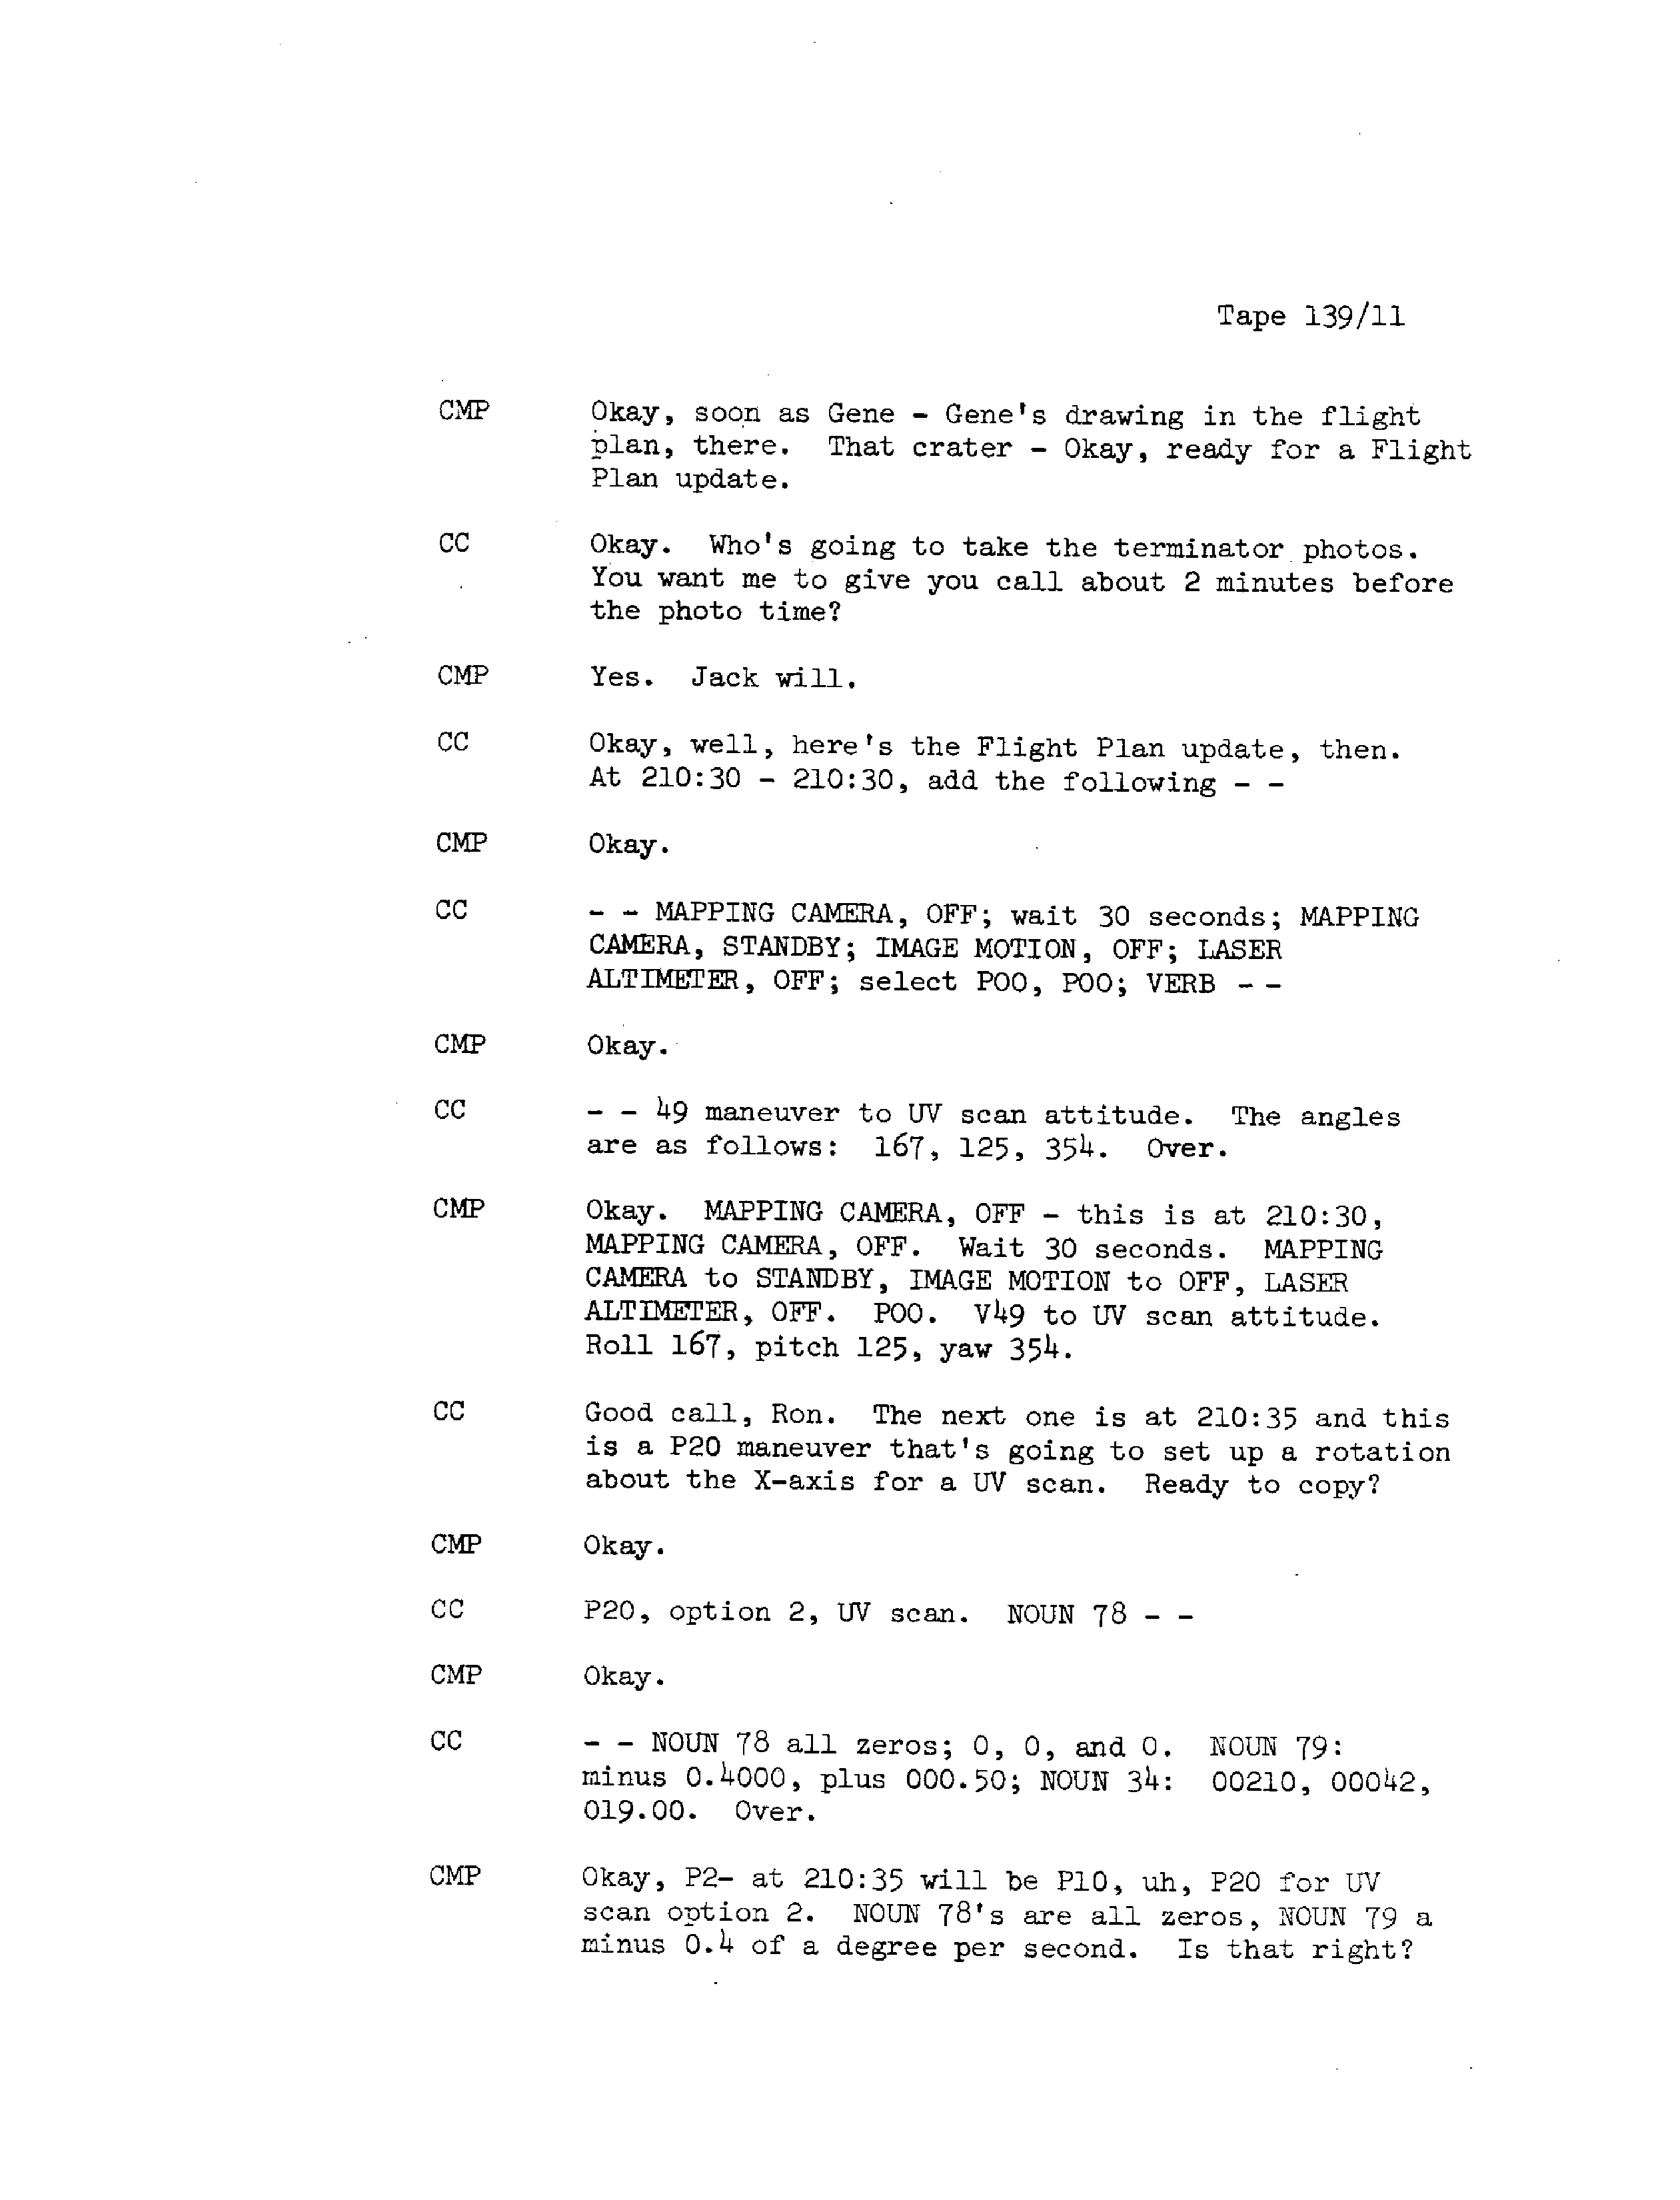 Tape 139/11
CMP Okay, soon as Gene - Gene's drawing in the flight
plan, there. That crater - Okay, ready for a Flight
Plan update.
CC Okay. Who's going to take the terminator photos.
You want me to give you call about 2 minutes before
the photo time?
CMP Yes. Jack will.
CC Okay, well, here's the Flight Plan update, then.
At 210:30 - 210:30, add the following - -
CMP Okay.
CC - - MAPPING CAMERA, OFF; wait 30 seconds; MAPPING
CAMERA, STANDBY; IMAGE MOTION, OFF; LASER
ALTIMETER, OFF; select POO, POO; VERB - -
CMP Okay.
CC - - 49 maneuver to UV scan attitude. The angles
are as follows: 167, 125, 354. Over.
CMP Okay. MAPPING CAMERA, OFF - this is at 210:30,
MAPPING CAMERA, OFF. Wait 30 seconds. MAPPING
CAMERA to STANDBY, IMAGE MOTION to OFF, LASER
ALTIMETER, OFF. POO. V49 to UV scan attitude.
Roll 167, pitch 125, yaw 354.
CC Good call, Ron. The next one is at 210:35 and this
is a P20 maneuver that's going to set up a rotation
about the X-axis for a UV scan. Ready to copy?
CMP Okay.
CC P20, option 2, UV scan. NOUN 78 - -
CMP Okay.
CC - - NOUN 78 all zeros; 0, 0, and 0. NOUN 79:
minus 0.4000, plus 000.50; NOUN 34: 00210, 00042,
019.00. Over.
CMP Okay, P2- at 210:35 will be P10, uh, P20 for UV
scan option 2. NOUN 78's are all zeros, NOUN 79 a
minus 0.4 of a degree per second. Is that right?